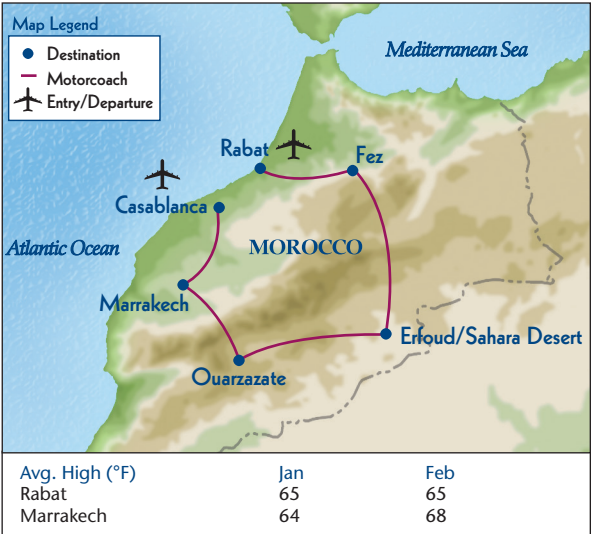 Map Legend
Destination
Motorcoach
Entry/Departure
Mediterranean Sea
Rabat
Fez
Casablanca
Atlantic Ocean
MOROCCO
Marrakech
Erfoud/Sahara Desert
Ouarzazate
Avg. High (°F) Jan Feb
Rabat 65 65
Marrakech 64 68